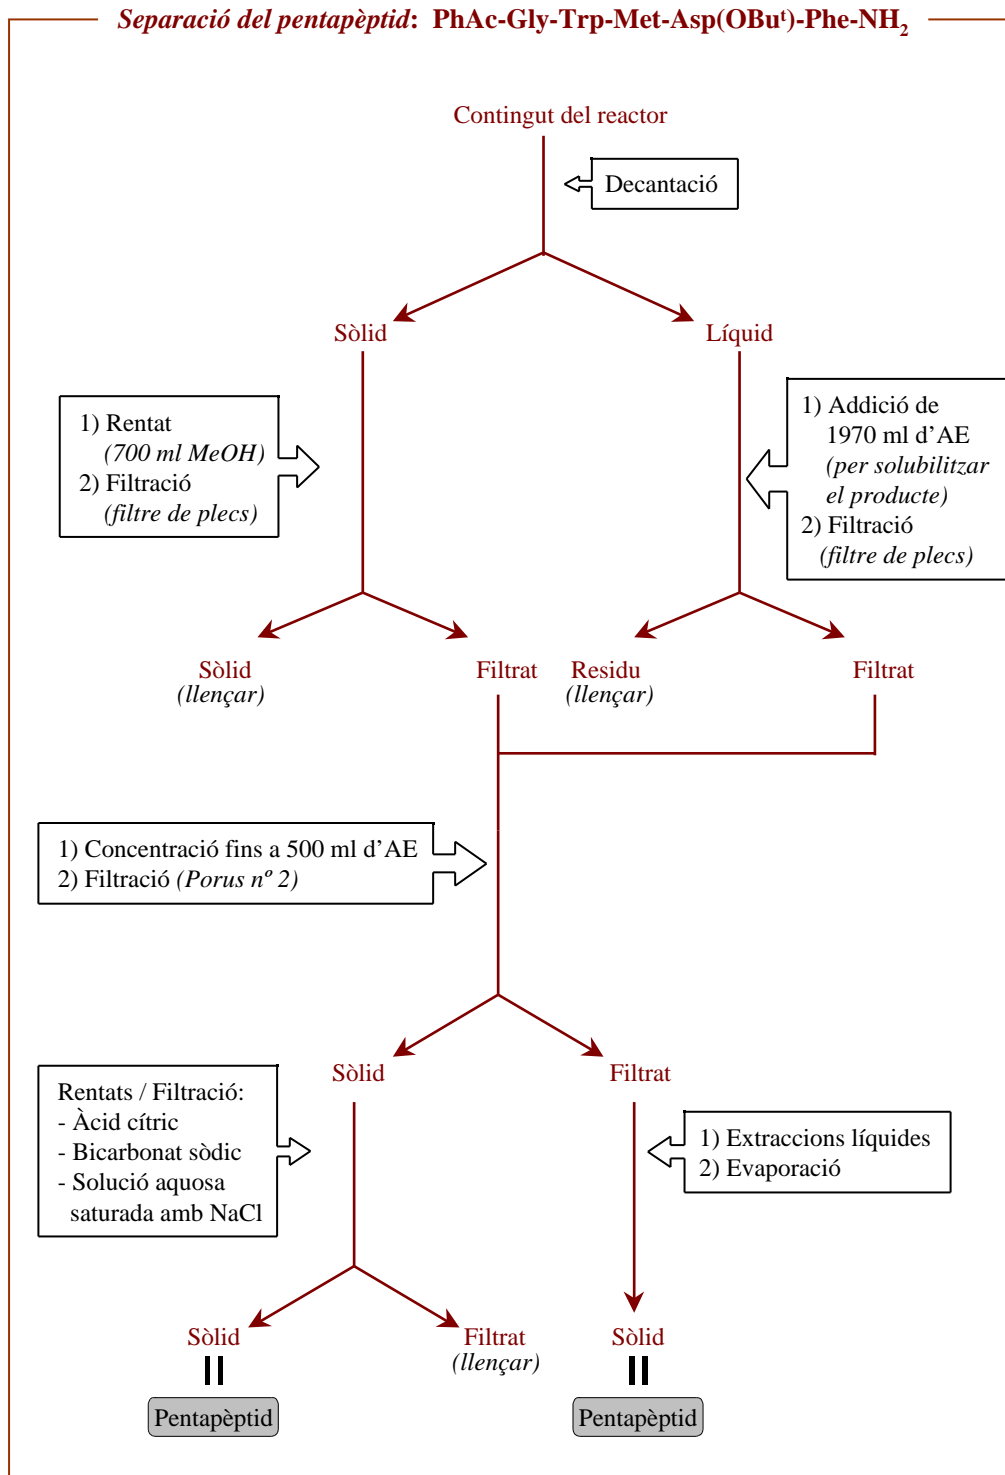 Separació del pentapèptid: PhAc-Gly-Trp-Met-Asp(OBuᵗ)-Phe-NH₂
Contingut del reactor
Decantació
Sòlid
Líquid
1) Rentat
(700 ml MeOH)
2) Filtració
(filtre de plecs)
1) Addició de
1970 ml d’AE
(per solubilitzar
el producte)
2) Filtració
(filtre de plecs)
Sòlid
(llençar)
Filtrat
Residu
(llençar)
Filtrat
1) Concentració fins a 500 ml d’AE
2) Filtració (Porus nº 2)
Sòlid
Filtrat
Rentats / Filtració:
- Àcid cítric
- Bicarbonat sòdic
- Solució aquosa
saturada amb NaCl
1) Extraccions líquides
2) Evaporació
Sòlid
Filtrat
(llençar)
Sòlid
Pentapèptid
Pentapèptid